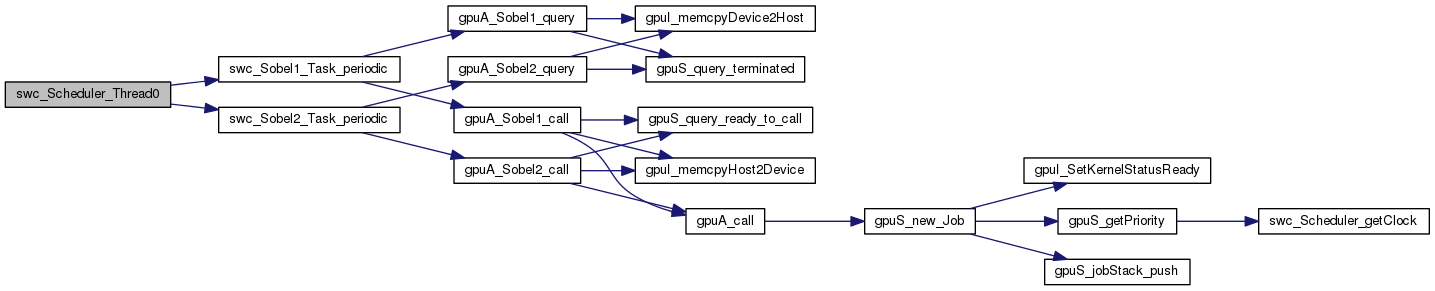 swc_Scheduler_Thread0
swc_Sobel1_Task_periodic
swc_Sobel2_Task_periodic
gpuA_Sobel1_query
gpuA_Sobel2_query
gpuA_Sobel1_call
gpuA_Sobel2_call
gpuI_memcpyDevice2Host
gpuS_query_terminated
gpuS_query_ready_to_call
gpuI_memcpyHost2Device
gpuA_call
gpuS_new_Job
gpuI_SetKernelStatusReady
gpuS_getPriority
gpuS_jobStack_push
swc_Scheduler_getClock